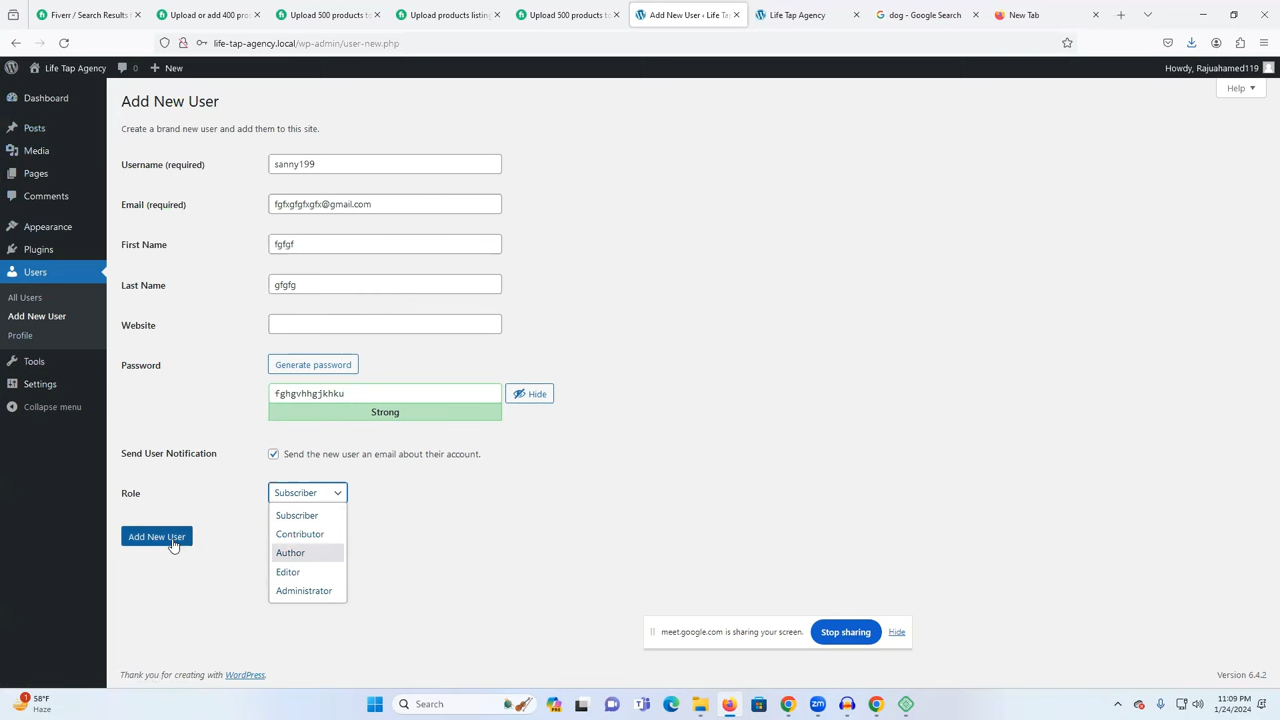 Fiverr / Search Results
Upload or add 400 pro
Upload 500 products
Upload products listing
Upload 500 products to
Add New User ‹ Life Tap
Life Tap Agency
dog - Google Search
New Tab
life-tap-agency.local/wp-admin/user-new.php
Life Tap Agency
0
New
Howdy, Rajuahamed119
Dashboard
Posts
Media
Pages
Comments
Appearance
Plugins
Users
All Users
Add New User
Profile
Tools
Settings
Collapse menu
Help
Add New User
Create a brand new user and add them to this site.
Username (required)
sanny199
Email (required)
fgfxgfgfxgfx@gmail.com
First Name
fgfgf
Last Name
gfgfg
Website
Password
Generate password
fghgvhhgjkhku
Hide
Strong
Send User Notification
Send the new user an email about their account.
Role
Subscriber
Subscriber
Contributor
Author
Editor
Administrator
Add New User
meet.google.com is sharing your screen.
Stop sharing
Hide
Thank you for creating with WordPress.
Version 6.4.2
58°F
Haze
Search
11:09 PM
1/24/2024